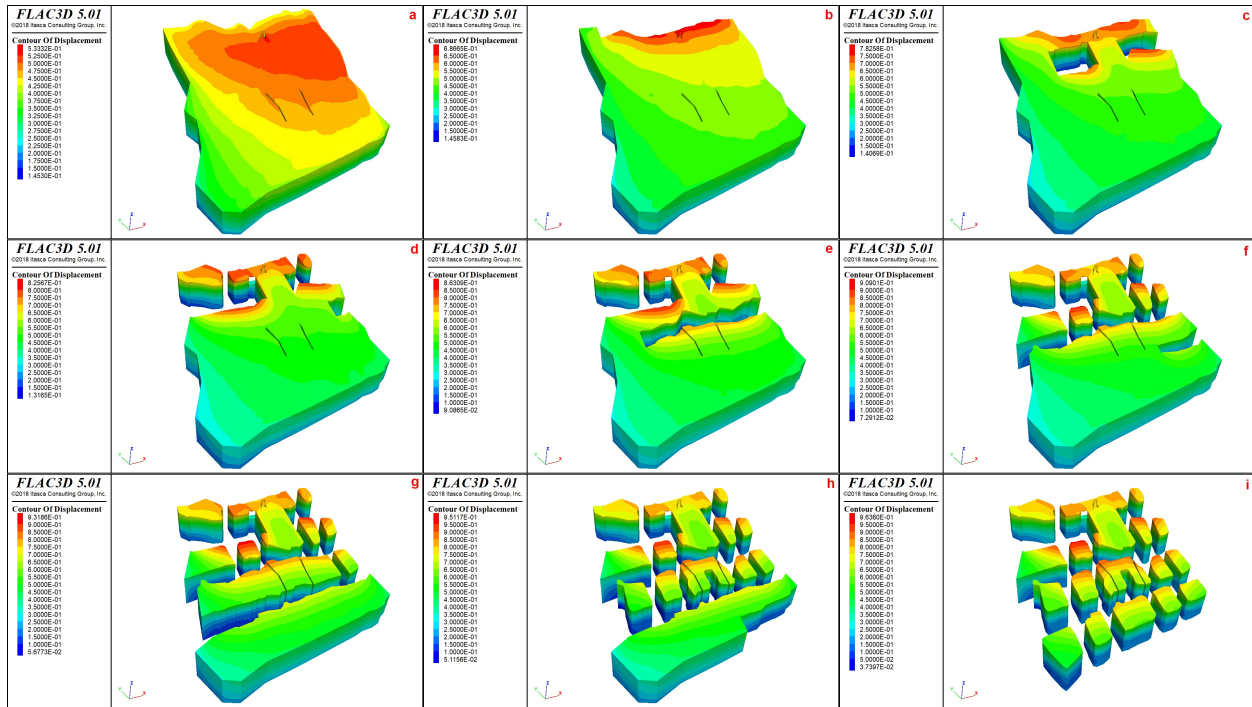 FLAC3D 5.01
©2018 Itasca Consulting Group, Inc.
Contour Of Displacement
5.3332E-01
5.2500E-01
5.0000E-01
4.7500E-01
4.5000E-01
4.2500E-01
4.0000E-01
3.7500E-01
3.5000E-01
3.2500E-01
3.0000E-01
2.7500E-01
2.5000E-01
2.2500E-01
2.0000E-01
1.7500E-01
1.5000E-01
1.4530E-01
a
Z
Y
X
FLAC3D 5.01
©2018 Itasca Consulting Group, Inc.
Contour Of Displacement
6.8665E-01
6.5000E-01
6.0000E-01
5.5000E-01
5.0000E-01
4.5000E-01
4.0000E-01
3.5000E-01
3.0000E-01
2.5000E-01
2.0000E-01
1.5000E-01
1.4583E-01
b
Z
Y
X
FLAC3D 5.01
©2018 Itasca Consulting Group, Inc.
Contour Of Displacement
7.8258E-01
7.5000E-01
7.0000E-01
6.5000E-01
6.0000E-01
5.5000E-01
5.0000E-01
4.5000E-01
4.0000E-01
3.5000E-01
3.0000E-01
2.5000E-01
2.0000E-01
1.5000E-01
1.4069E-01
c
Z
Y
X
FLAC3D 5.01
©2018 Itasca Consulting Group, Inc.
Contour Of Displacement
8.2567E-01
8.0000E-01
7.5000E-01
7.0000E-01
6.5000E-01
6.0000E-01
5.5000E-01
5.0000E-01
4.5000E-01
4.0000E-01
3.5000E-01
3.0000E-01
2.5000E-01
2.0000E-01
1.5000E-01
1.3165E-01
d
Z
Y
X
FLAC3D 5.01
©2018 Itasca Consulting Group, Inc.
Contour Of Displacement
8.6309E-01
8.5000E-01
8.0000E-01
7.5000E-01
7.0000E-01
6.5000E-01
6.0000E-01
5.5000E-01
5.0000E-01
4.5000E-01
4.0000E-01
3.5000E-01
3.0000E-01
2.5000E-01
2.0000E-01
1.5000E-01
1.0000E-01
9.0865E-02
e
Z
Y
X
FLAC3D 5.01
©2018 Itasca Consulting Group, Inc.
Contour Of Displacement
9.0921E-01
9.0000E-01
8.5000E-01
8.0000E-01
7.5000E-01
7.0000E-01
6.5000E-01
6.0000E-01
5.5000E-01
5.0000E-01
4.5000E-01
4.0000E-01
3.5000E-01
3.0000E-01
2.5000E-01
2.0000E-01
1.5000E-01
1.0000E-01
7.2912E-02
f
Z
Y
X
FLAC3D 5.01
©2018 Itasca Consulting Group, Inc.
Contour Of Displacement
9.3186E-01
9.0000E-01
8.5000E-01
8.0000E-01
7.5000E-01
7.0000E-01
6.5000E-01
6.0000E-01
5.5000E-01
5.0000E-01
4.5000E-01
4.0000E-01
3.5000E-01
3.0000E-01
2.5000E-01
2.0000E-01
1.5000E-01
1.0000E-01
5.6773E-02
g
Z
Y
X
FLAC3D 5.01
©2018 Itasca Consulting Group, Inc.
Contour Of Displacement
9.5117E-01
9.5000E-01
9.0000E-01
8.5000E-01
8.0000E-01
7.5000E-01
7.0000E-01
6.5000E-01
6.0000E-01
5.5000E-01
5.0000E-01
4.5000E-01
4.0000E-01
3.5000E-01
3.0000E-01
2.5000E-01
2.0000E-01
1.5000E-01
1.0000E-01
5.1156E-02
h
Z
Y
X
FLAC3D 5.01
©2018 Itasca Consulting Group, Inc.
Contour Of Displacement
9.6360E-01
9.5000E-01
9.0000E-01
8.5000E-01
8.0000E-01
7.5000E-01
7.0000E-01
6.5000E-01
6.0000E-01
5.5000E-01
5.0000E-01
4.5000E-01
4.0000E-01
3.5000E-01
3.0000E-01
2.5000E-01
2.0000E-01
1.5000E-01
1.0000E-01
5.0000E-02
3.7397E-02
i
Z
Y
X